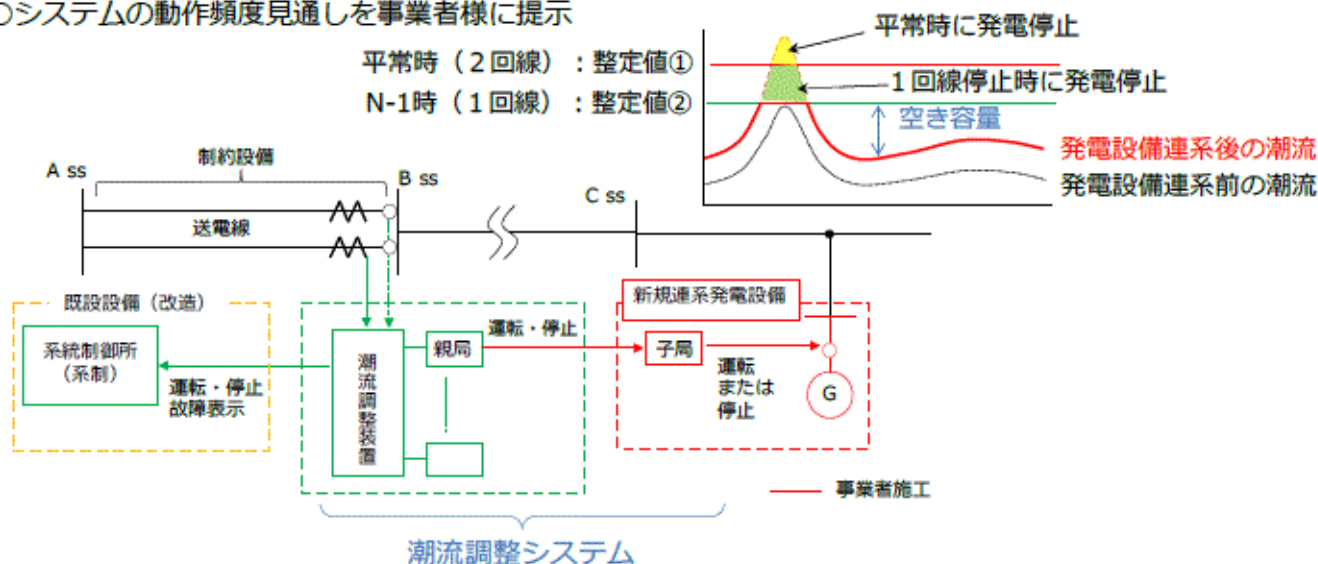 ○システムの動作頻度見通しを事業者様に提示
平常時（２回線）：整定値①
N-1時（１回線）：整定値②
平常時に発電停止
１回線停止時に発電停止
空き容量
発電設備連系後の潮流
発電設備連系前の潮流
制約設備
A ss
B ss
C ss
送電線
既設設備（改造）
系統制御所
（系制）
運転・停止
故障表示
潮流調整装置
親局
運転・停止
新規連系発電設備
子局
運転
または
停止
G
事業者施工
潮流調整システム